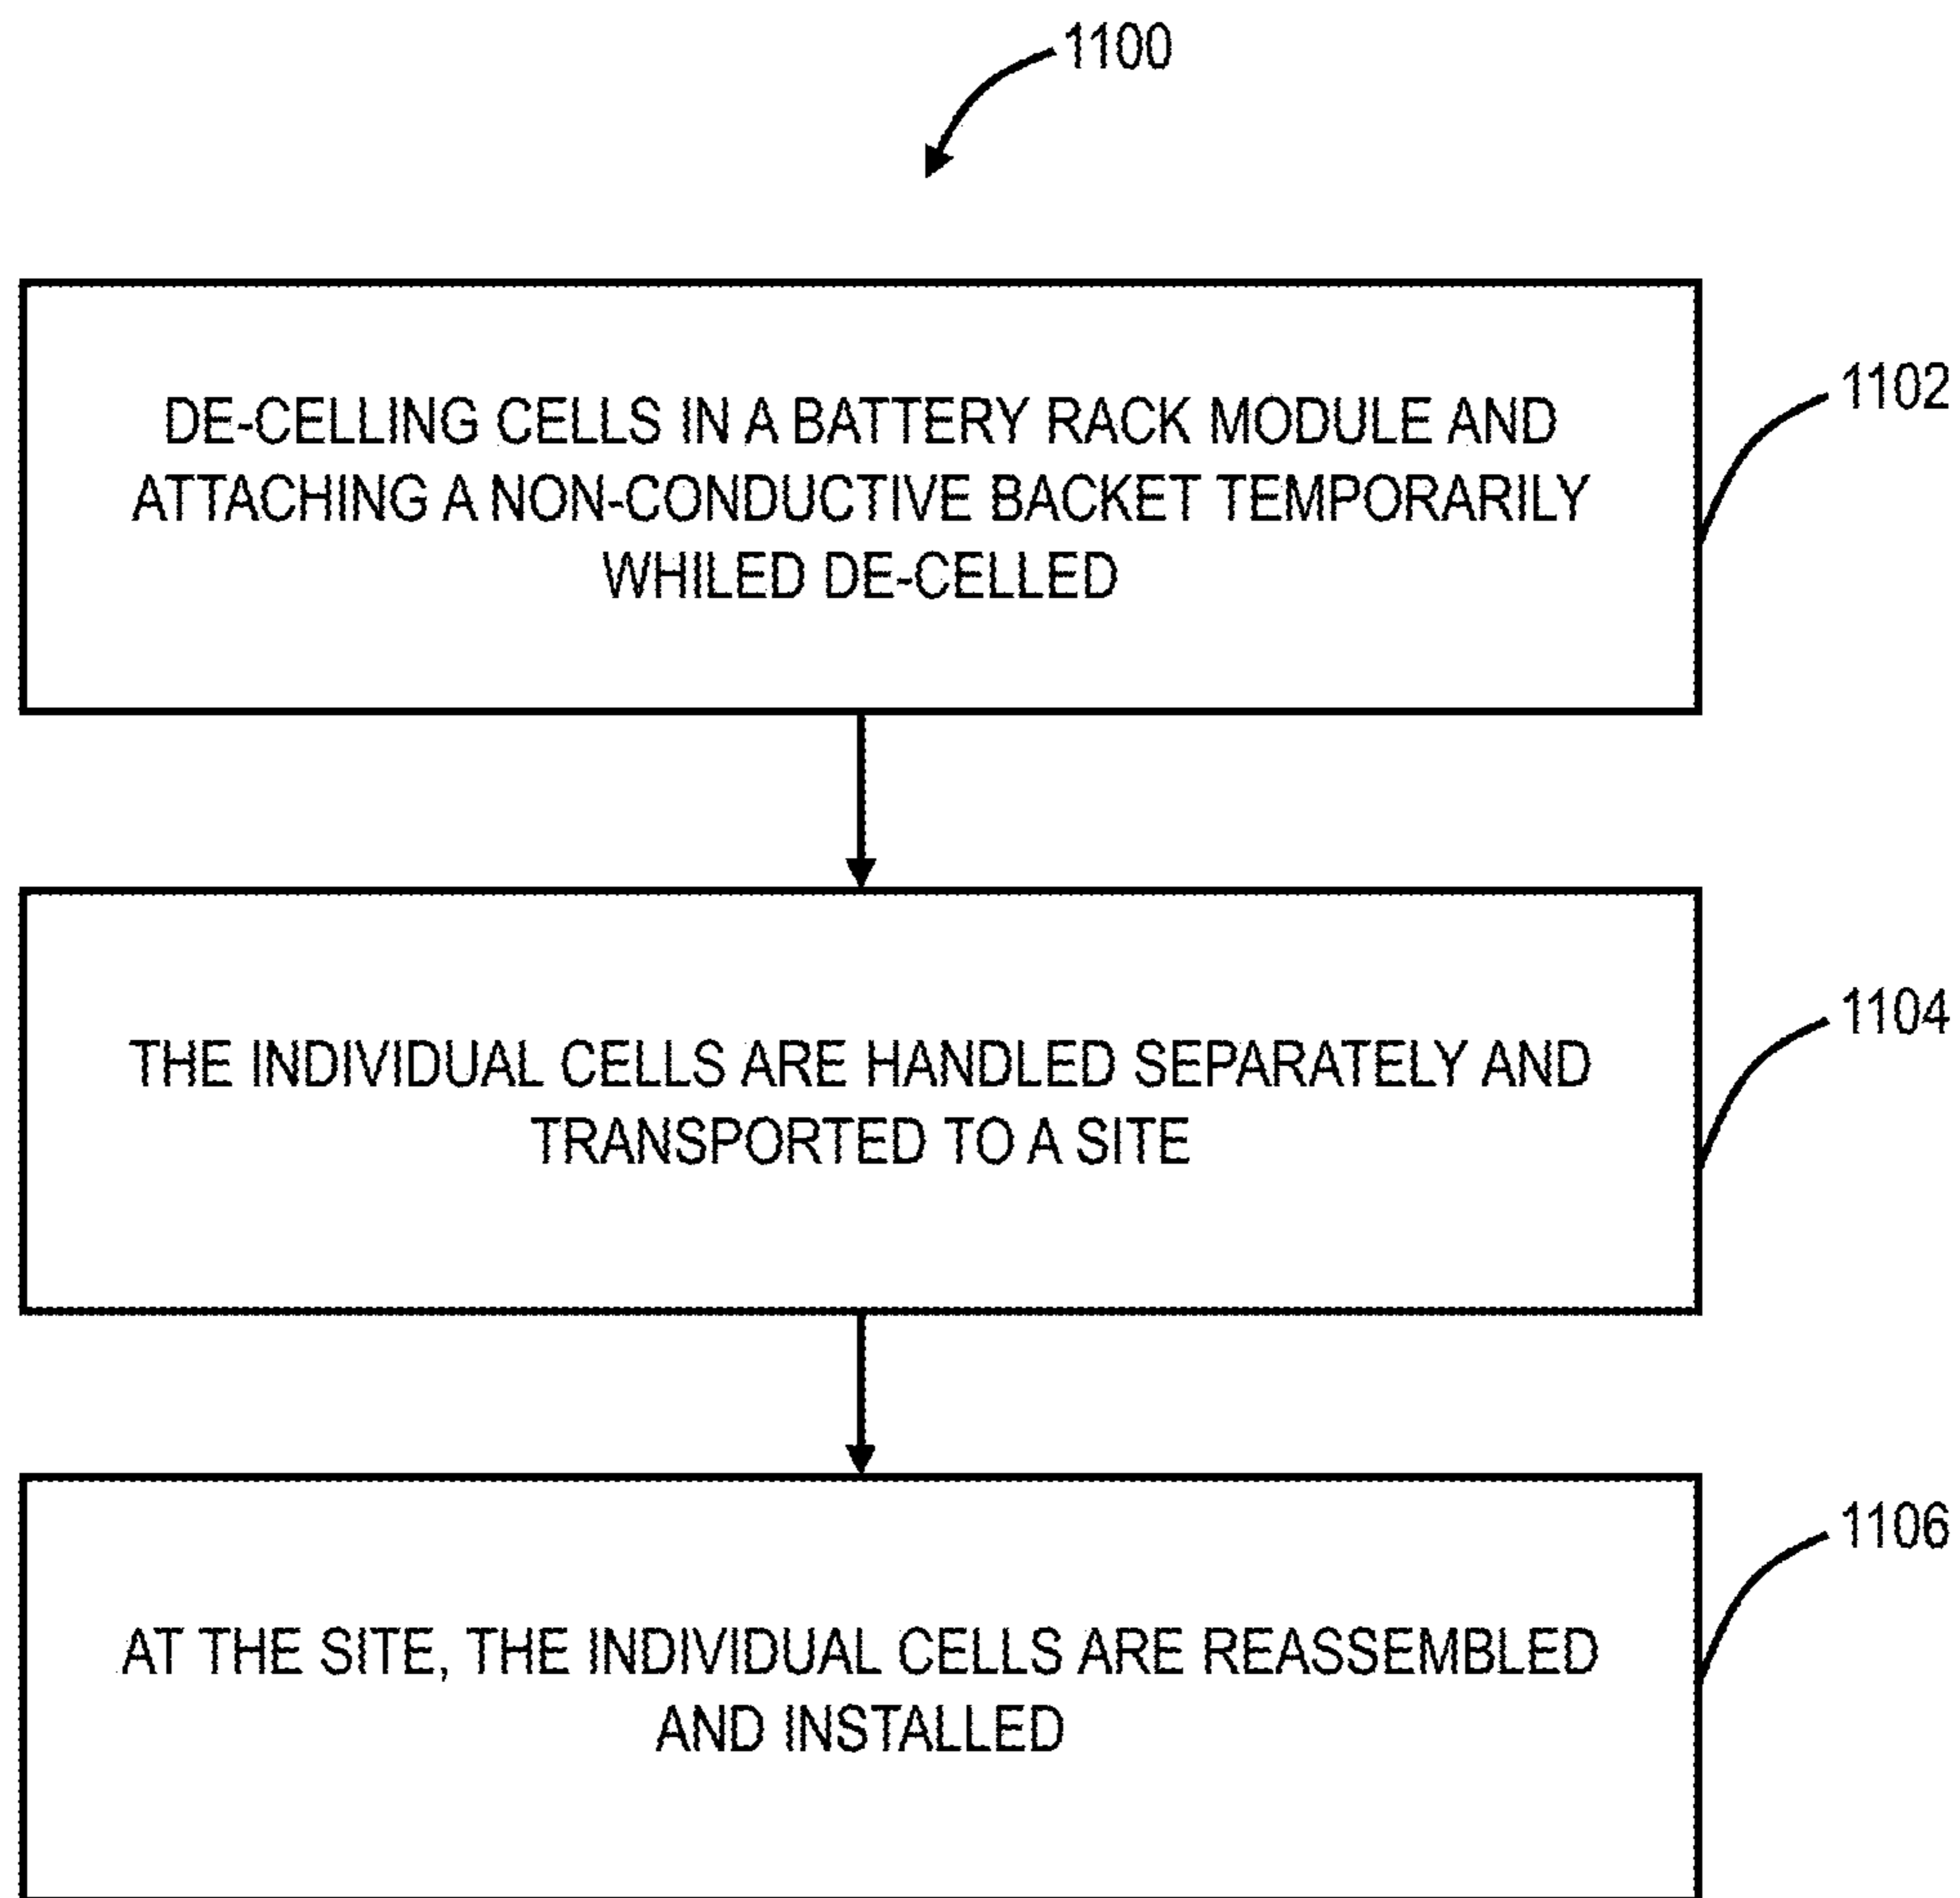 1100
DE-CELLING CELLS IN A BATTERY RACK MODULE AND
ATTACHING A NON-CONDUCTIVE BACKET TEMPORARILY
WHILED DE-CELLED
1102
THE INDIVIDUAL CELLS ARE HANDLED SEPARATELY AND
TRANSPORTED TO A SITE
1104
AT THE SITE, THE INDIVIDUAL CELLS ARE REASSEMBLED
AND INSTALLED
1106